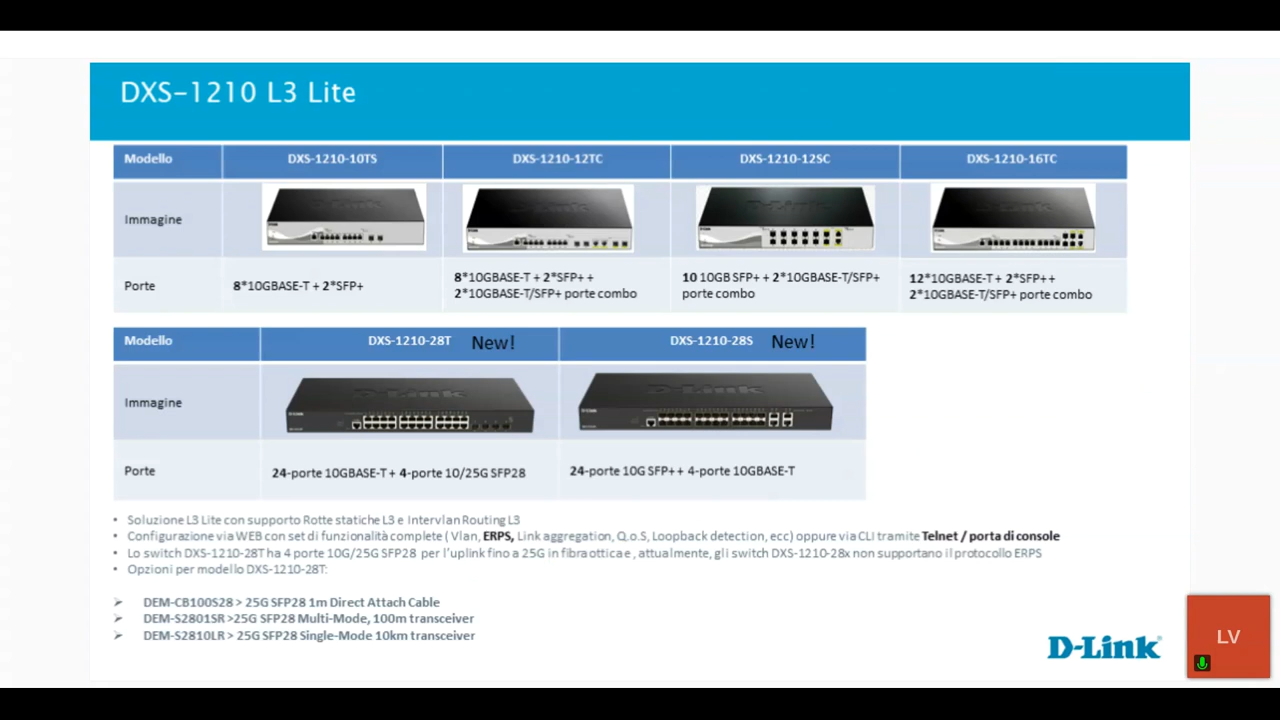 DXS-1210 L3 Lite
Modello DXS-1210-10TS DXS-1210-12TC DXS-1210-12SC DXS-1210-16TC
Immagine
Porte 8*10GBASE-T + 2*SFP+ 8*10GBASE-T + 2*SFP+ + 10 10GB SFP+ + 2*10GBASE-T/SFP+ 12*10GBASE-T + 2*SFP++
2*10GBASE-T/SFP+ porte combo porte combo 2*10GBASE-T/SFP+ porte combo
Modello DXS-1210-28T New! DXS-1210-28S New!
Immagine D-Link D-Link
Porte 24-porte 10GBASE-T+ 4-porte 10/25G SFP28 24-porte 10G SFP++ 4-porte 10GBASE-T
• Soluzione L3 Lite con supporto Rotte statiche L3 e Intervlan Routing L3
• Configurazione via WEB con set di funzionalità complete ( Vlan, ERPS, Link aggregation, Q.o.S, Loopback detection, ecc) oppure via CLI tramite Telnet / porta di console
• Lo switch DXS-1210-28T ha 4 porte 10G/25G SFP28 per l'uplink fino a 25G in fibra ottica e , attualmente, gli switch DXS-1210-28x non supportano il protocollo ERPS
• Opzioni per modello DXS-1210-28T:
➢ DEM-CB100S28 > 25G SFP28 1m Direct Attach Cable
➢ DEM-S2801SR >25G SFP28 Multi-Mode, 100m transceiver
➢ DEM-S2810LR > 25G SFP28 Single-Mode 10km transceiver
D-Link
LV